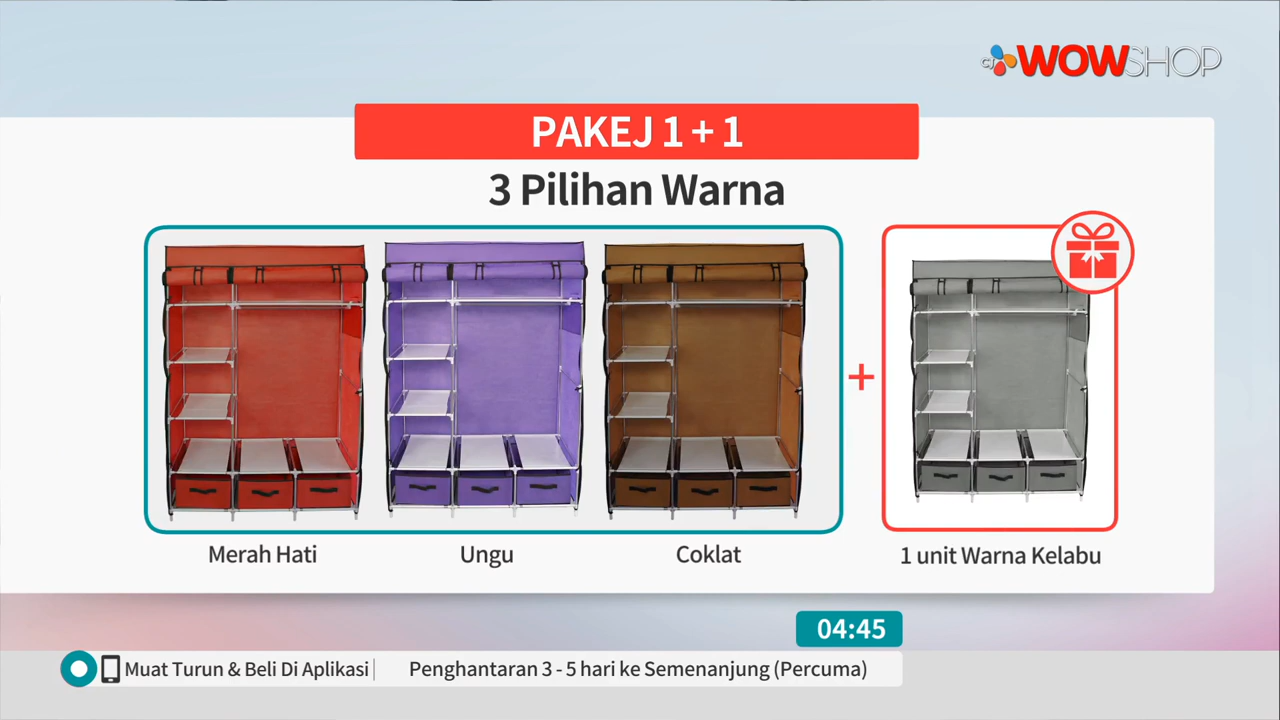 CJ WOWSHOP
PAKEJ 1 + 1
3 Pilihan Warna
+
Merah Hati
Ungu
Coklat
1 unit Warna Kelabu
04:45
Muat Turun & Beli Di Aplikasi
Penghantaran 3 - 5 hari ke Semenanjung (Percuma)